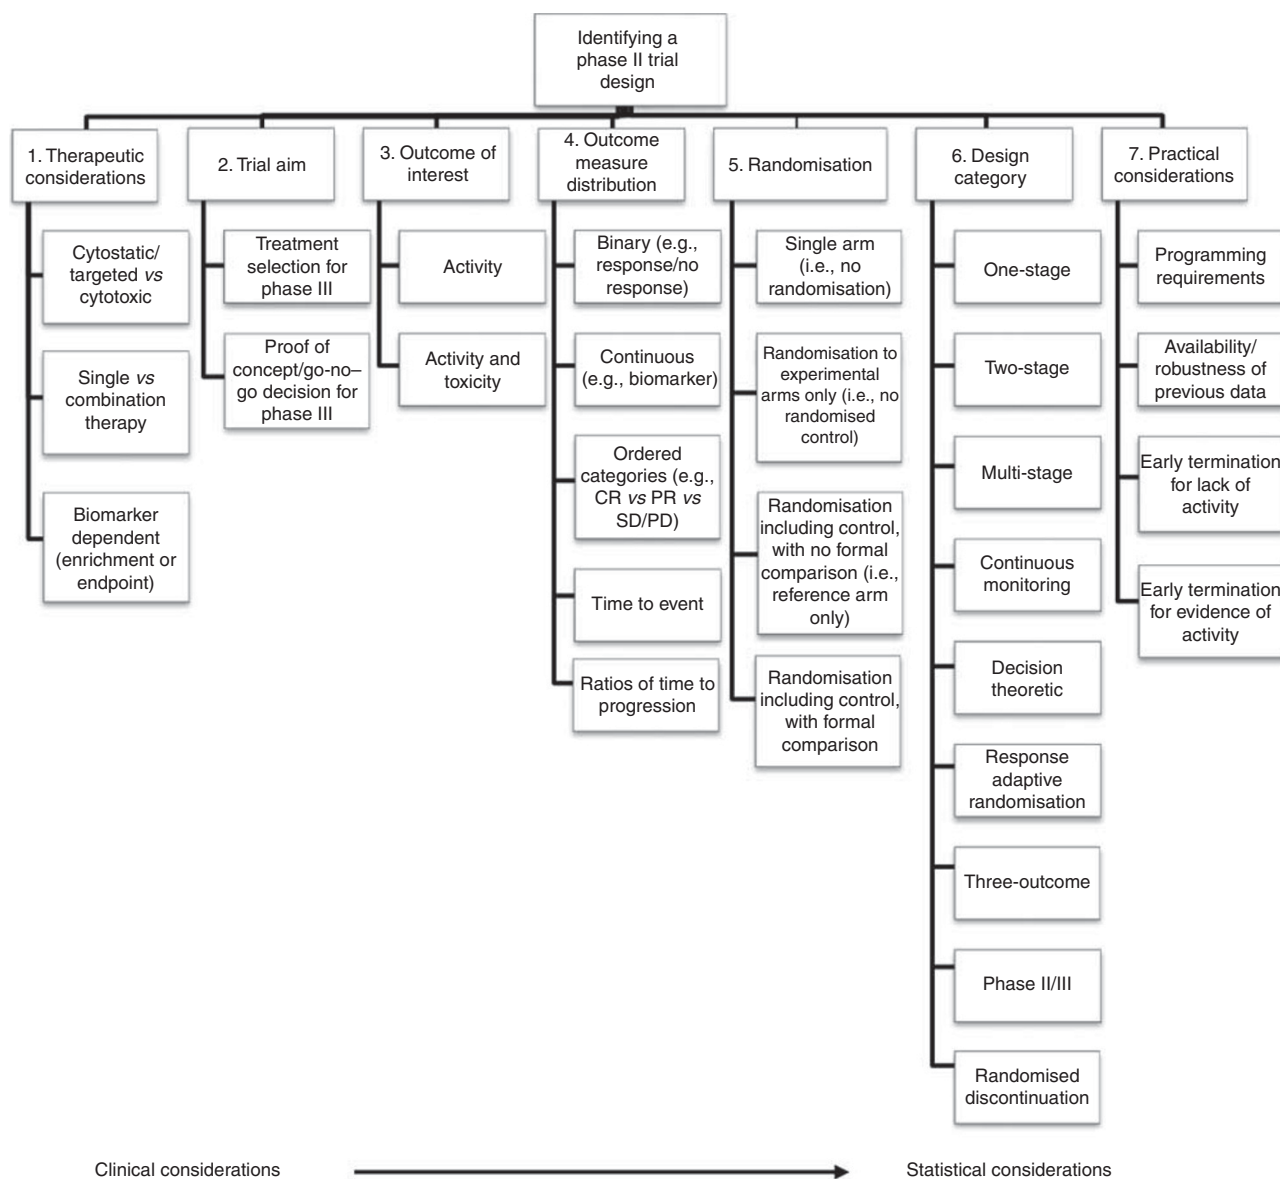 Identifying a
phase II trial
design
1. Therapeutic
considerations
2. Trial aim
3. Outcome of
interest
4. Outcome
measure
distribution
5. Randomisation
6. Design
category
7. Practical
considerations
Cytostatic/
targeted vs
cytotoxic
Single vs
combination
therapy
Biomarker
dependent
(enrichment or
endpoint)
Treatment
selection for
phase III
Proof of
concept/go-no–
go decision for
phase III
Activity
Activity and
toxicity
Binary (e.g.,
response/no
response)
Continuous
(e.g., biomarker)
Ordered
categories (e.g.,
CR vs PR vs
SD/PD)
Time to event
Ratios of time to
progression
Single arm
(i.e., no
randomisation)
Randomisation to
experimental
arms only (i.e., no
randomised
control)
Randomisation
including control,
with no formal
comparison (i.e.,
reference arm
only)
Randomisation
including control,
with formal
comparison
One-stage
Two-stage
Multi-stage
Continuous
monitoring
Decision
theoretic
Response
adaptive
randomisation
Three-outcome
Phase II/III
Randomised
discontinuation
Programming
requirements
Availability/
robustness of
previous data
Early termination
for lack of
activity
Early termination
for evidence of
activity
Clinical considerations
Statistical considerations